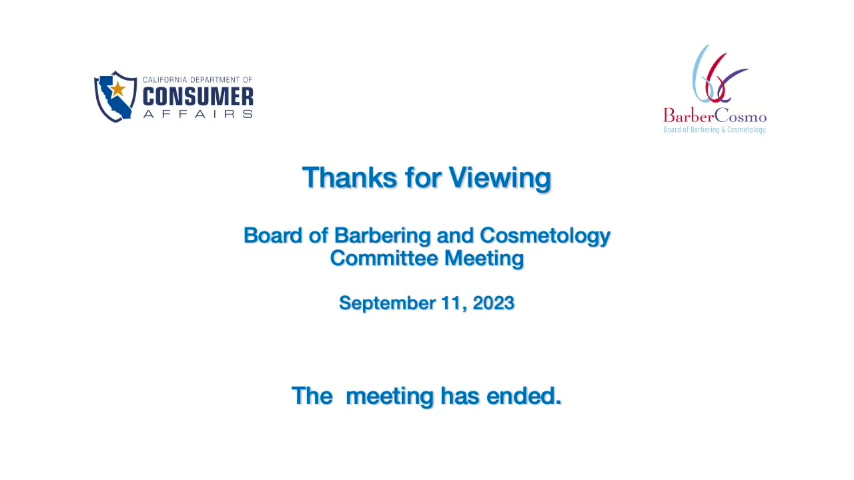 CALIFORNIA DEPARTMENT OF
CONSUMER
AFFAIRS
BarberCosmo
Board of Barbering & Cosmetology
Thanks for Viewing
Board of Barbering and Cosmetology
Committee Meeting
September 11, 2023
The meeting has ended.